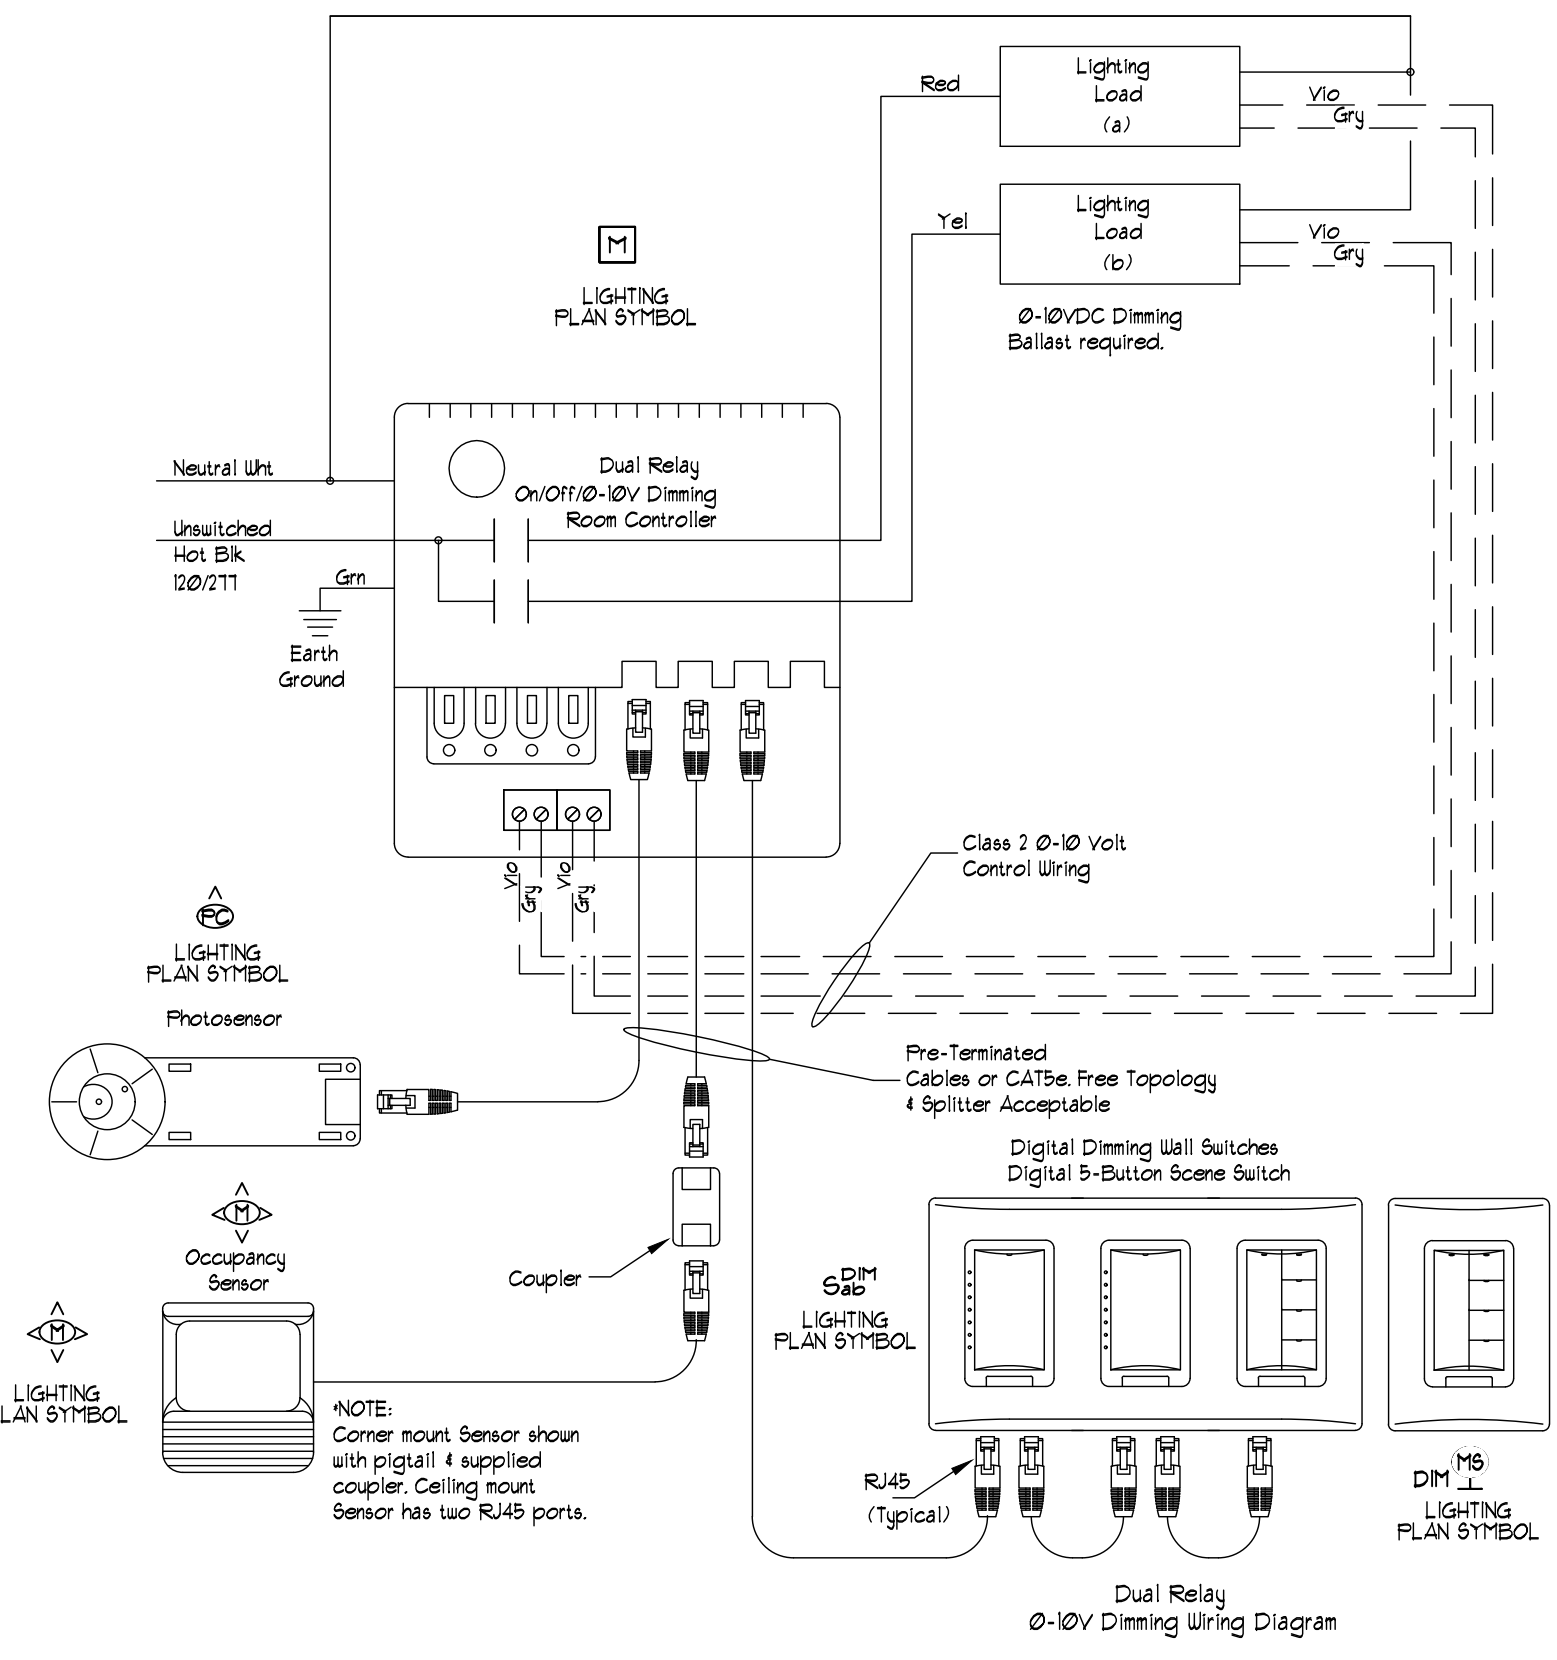 Red
Lighting
Load
(a)
Vio
Gry
Yel
Lighting
Load
(b)
Vio
Gry
0-10VDC Dimming
Ballast required.
M
LIGHTING
PLAN SYMBOL
Neutral Wht
Unswitched
Hot Blk
120/277
Grn
Earth
Ground
Dual Relay
On/Off/0-10V Dimming
Room Controller
Vio
Gry
Vio
Gry
Class 2 0-10 Volt
Control Wiring
PC
LIGHTING
PLAN SYMBOL
Photosensor
Pre-Terminated
Cables or CAT5e. Free Topology
& Splitter Acceptable
Digital Dimming Wall Switches
Digital 5-Button Scene Switch
M
Occupancy
Sensor
Coupler
M
LIGHTING
LAN SYMBOL
DIM
Sab
LIGHTING
PLAN SYMBOL
*NOTE:
Corner mount Sensor shown
with pigtail & supplied
coupler. Ceiling mount
Sensor has two RJ45 ports.
RJ45
(Typical)
MS
DIM
LIGHTING
PLAN SYMBOL
Dual Relay
0-10V Dimming Wiring Diagram